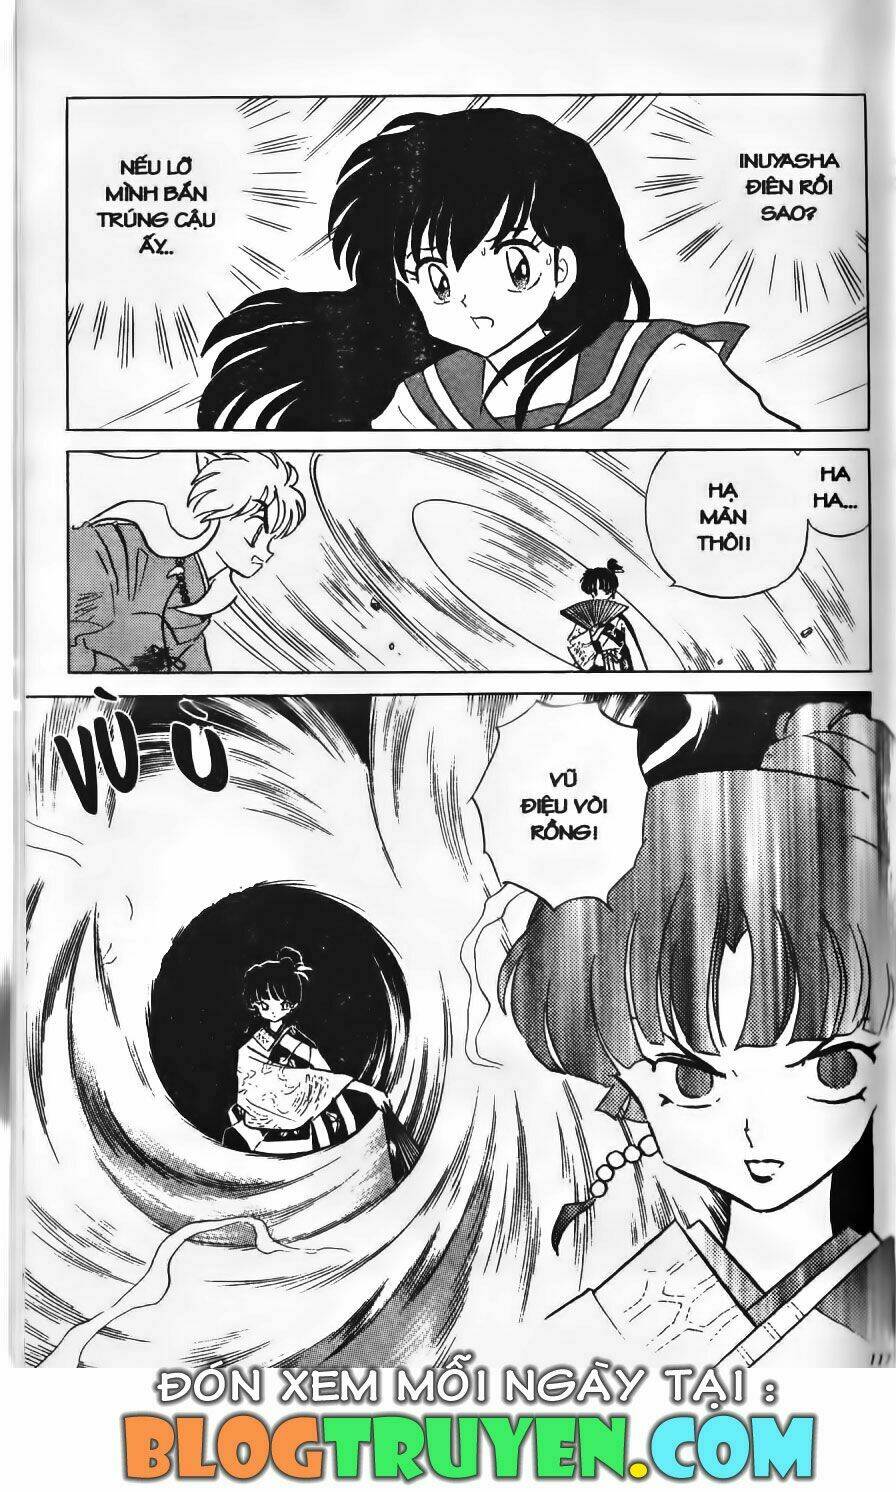 INUYASHA
ĐIÊN RỒI
SAO?
NẾU LỠ
MÌNH BẮN
TRÚNG CẬU
ẤY...
HA
HA...
HẠ
MÀN
THÔI!
VŨ
ĐIỆU VÒI
RỒNG!
VÙ Ù
117
ĐÓN XEM MỖI NGÀY TẠI :
BLOGTRUYEN.COM